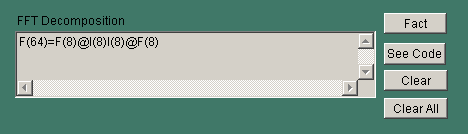 FFT Decomposition
F(64)=F(8)@I(8)I(8)@F(8)
Fact
See Code
Clear
Clear All